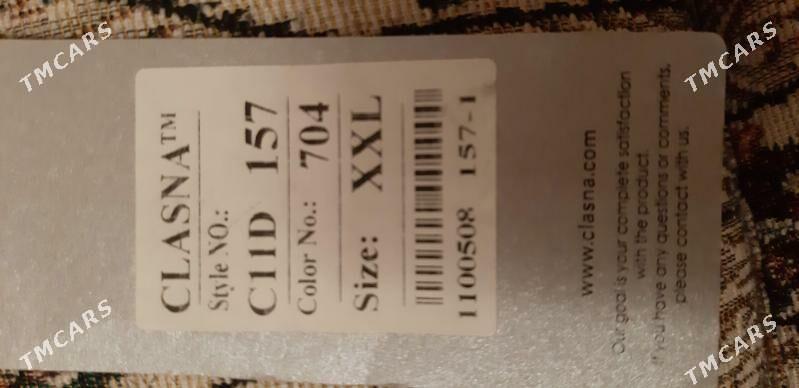 CLASNA™
Style NO.:
C11D 157
Color No.: 704
Size: XXL
1100508 157-1
www.clasna.com
Our goal is your complete satisfaction
with the product.
If you have any questions or comments,
please contact with us.
TMCARS
TMCARS
TMCARS
TMCARS